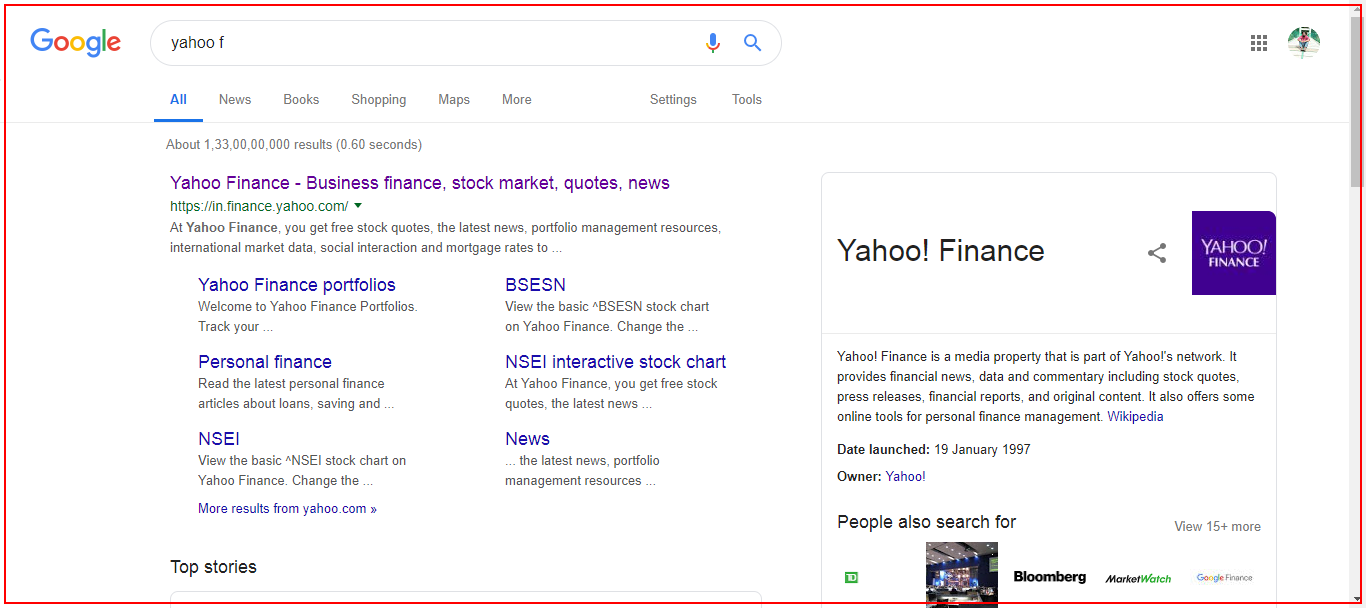 Google
yahoo f
All News Books Shopping Maps More Settings Tools
About 1,33,00,00,000 results (0.60 seconds)
Yahoo Finance - Business finance, stock market, quotes, news
https://in.finance.yahoo.com/
At Yahoo Finance, you get free stock quotes, the latest news, portfolio management resources,
international market data, social interaction and mortgage rates to ...
Yahoo Finance portfolios
Welcome to Yahoo Finance Portfolios.
Track your ...
BSESN
View the basic ^BSESN stock chart
on Yahoo Finance. Change the ...
Personal finance
Read the latest personal finance
articles about loans, saving and ...
NSEI interactive stock chart
At Yahoo Finance, you get free stock
quotes, the latest news ...
NSEI
View the basic ^NSEI stock chart on
Yahoo Finance. Change the ...
News
... the latest news, portfolio
management resources ...
More results from yahoo.com »
Top stories
Yahoo! Finance
YAHOO!
FINANCE
Yahoo! Finance is a media property that is part of Yahoo!'s network. It
provides financial news, data and commentary including stock quotes,
press releases, financial reports, and original content. It also offers some
online tools for personal finance management. Wikipedia
Date launched: 19 January 1997
Owner: Yahoo!
People also search for
View 15+ more
TD
Bloomberg
MarketWatch
Google Finance